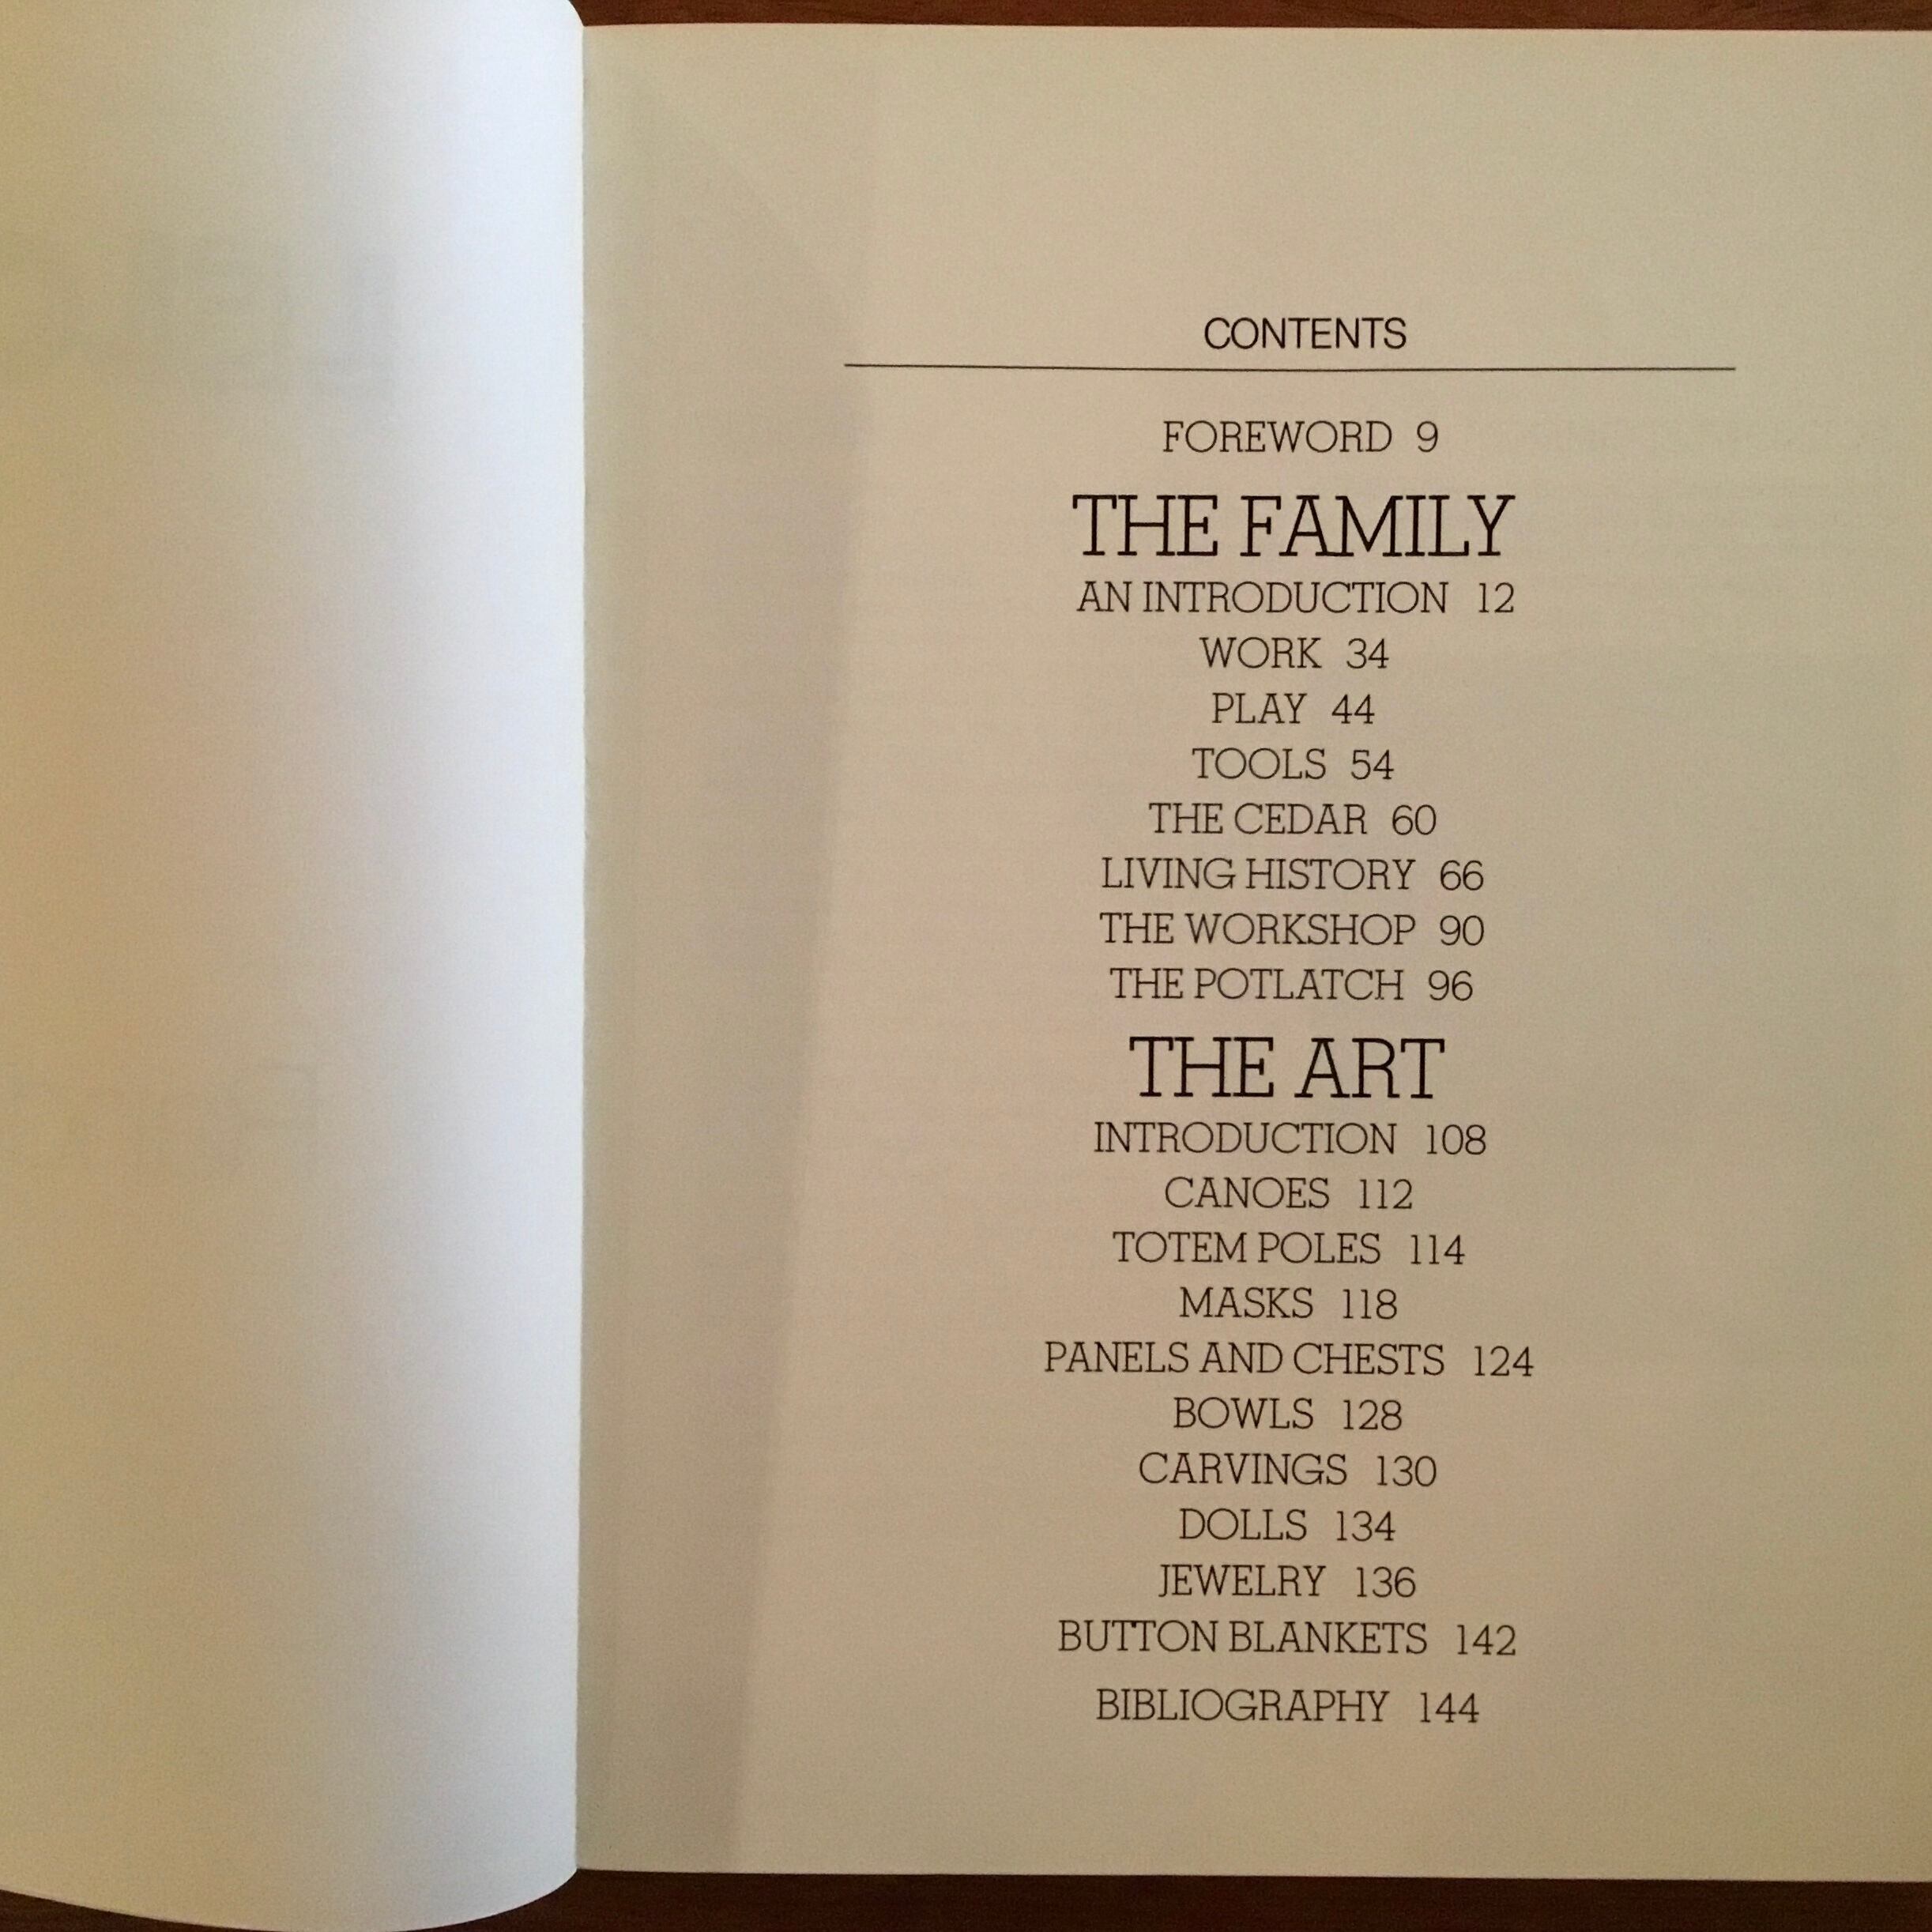 CONTENTS
FOREWORD 9
THE FAMILY
AN INTRODUCTION 12
WORK 34
PLAY 44
TOOLS 54
THE CEDAR 60
LIVING HISTORY 66
THE WORKSHOP 90
THE POTLATCH 96
THE ART
INTRODUCTION 108
CANOES 112
TOTEM POLES 114
MASKS 118
PANELS AND CHESTS 124
BOWLS 128
CARVINGS 130
DOLLS 134
JEWELRY 136
BUTTON BLANKETS 142
BIBLIOGRAPHY 144